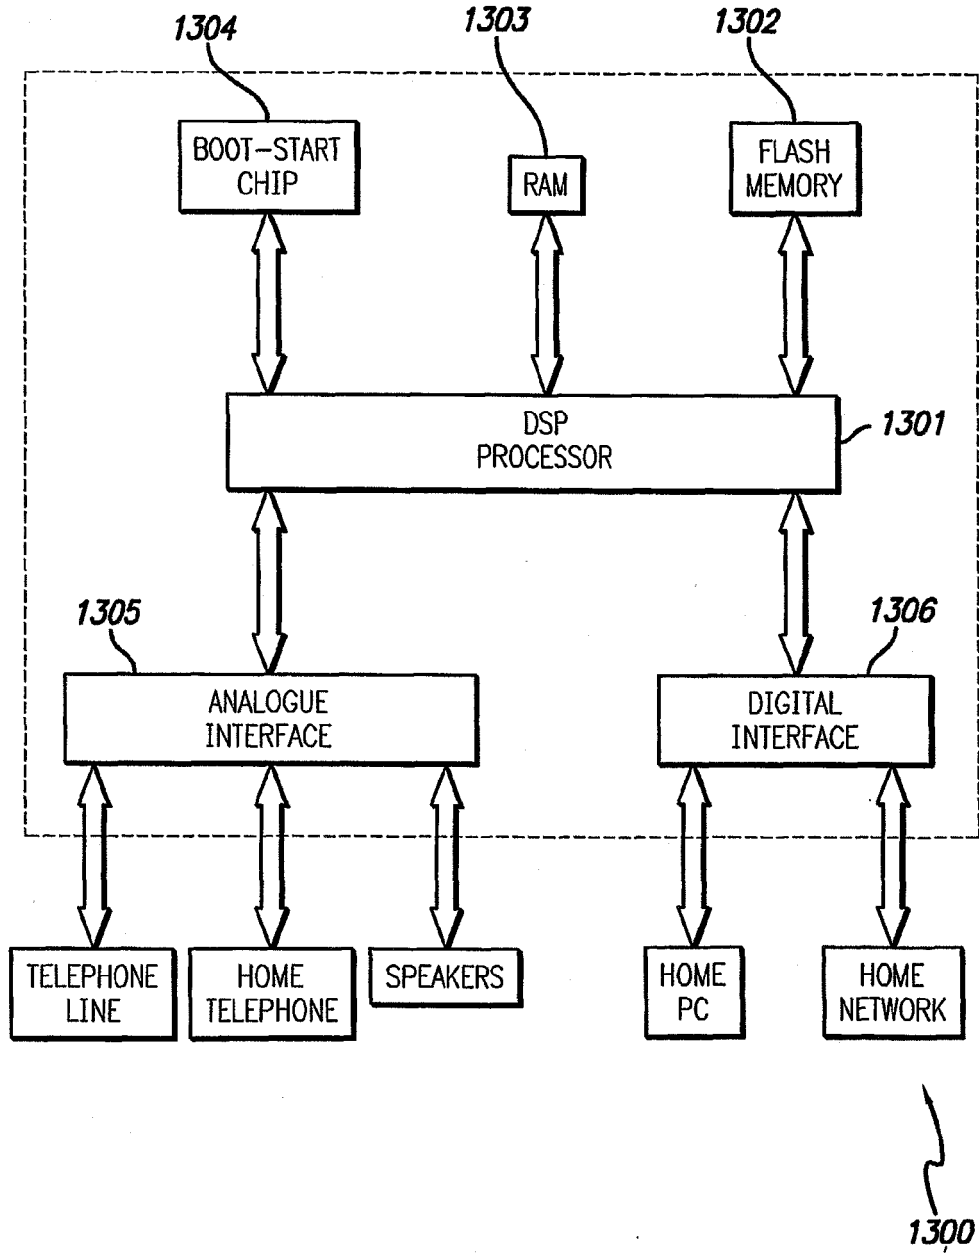 1304
1303
1302
BOOT-START
CHIP
RAM
FLASH
MEMORY
DSP
PROCESSOR
1301
1305
1306
ANALOGUE
INTERFACE
DIGITAL
INTERFACE
TELEPHONE
LINE
HOME
TELEPHONE
SPEAKERS
HOME
PC
HOME
NETWORK
1300